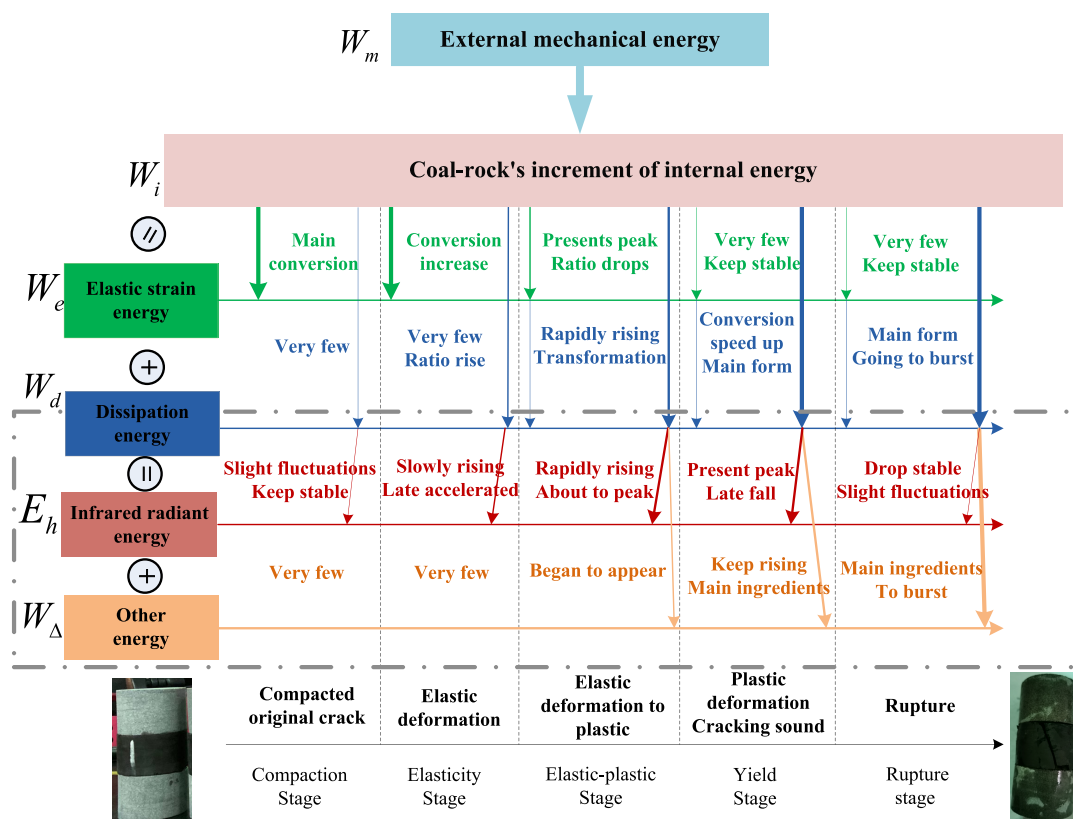 W_m
External mechanical energy
W_i
Coal-rock's increment of internal energy
=
Main
conversion
Conversion
increase
Presents peak
Ratio drops
Very few
Keep stable
Very few
Keep stable
W_e
Elastic strain
energy
Very few
Very few
Ratio rise
Rapidly rising
Transformation
Conversion
speed up
Main form
Main form
Going to burst
+
W_d
Dissipation
energy
=
Slight fluctuations
Keep stable
Slowly rising
Late accelerated
Rapidly rising
About to peak
Present peak
Late fall
Drop stable
Slight fluctuations
E_h
Infrared radiant
energy
+
Very few
Very few
Began to appear
Keep rising
Main ingredients
Main ingredients
To burst
W_Δ
Other
energy
Compacted
original crack
Elastic
deformation
Elastic
deformation to
plastic
Plastic
deformation
Cracking sound
Rupture
Compaction
Stage
Elasticity
Stage
Elastic-plastic
Stage
Yield
Stage
Rupture
stage